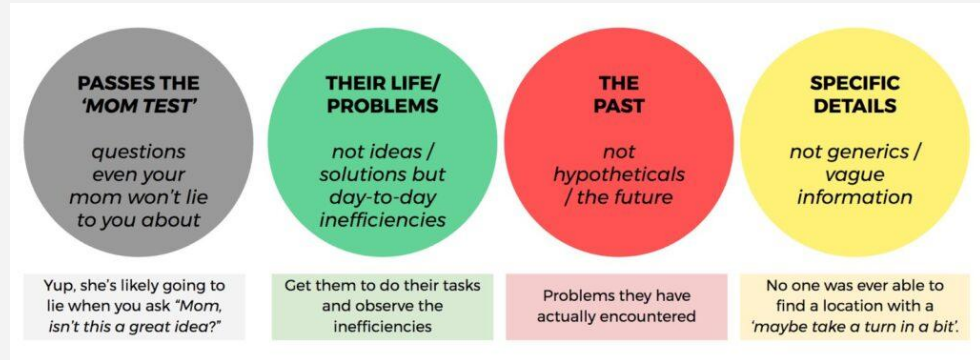 PASSES THE
'MOM TEST'
questions
even your
mom won't lie
to you about
THEIR LIFE/
PROBLEMS
not ideas /
solutions but
day-to-day
inefficiencies
THE
PAST
not
hypotheticals
/ the future
SPECIFIC
DETAILS
not generics /
vague
information
Yup, she's likely going to
lie when you ask "Mom,
isn't this a great idea?"
Get them to do their tasks
and observe the
inefficiencies
Problems they have
actually encountered
No one was ever able to
find a location with a
'maybe take a turn in a bit'.